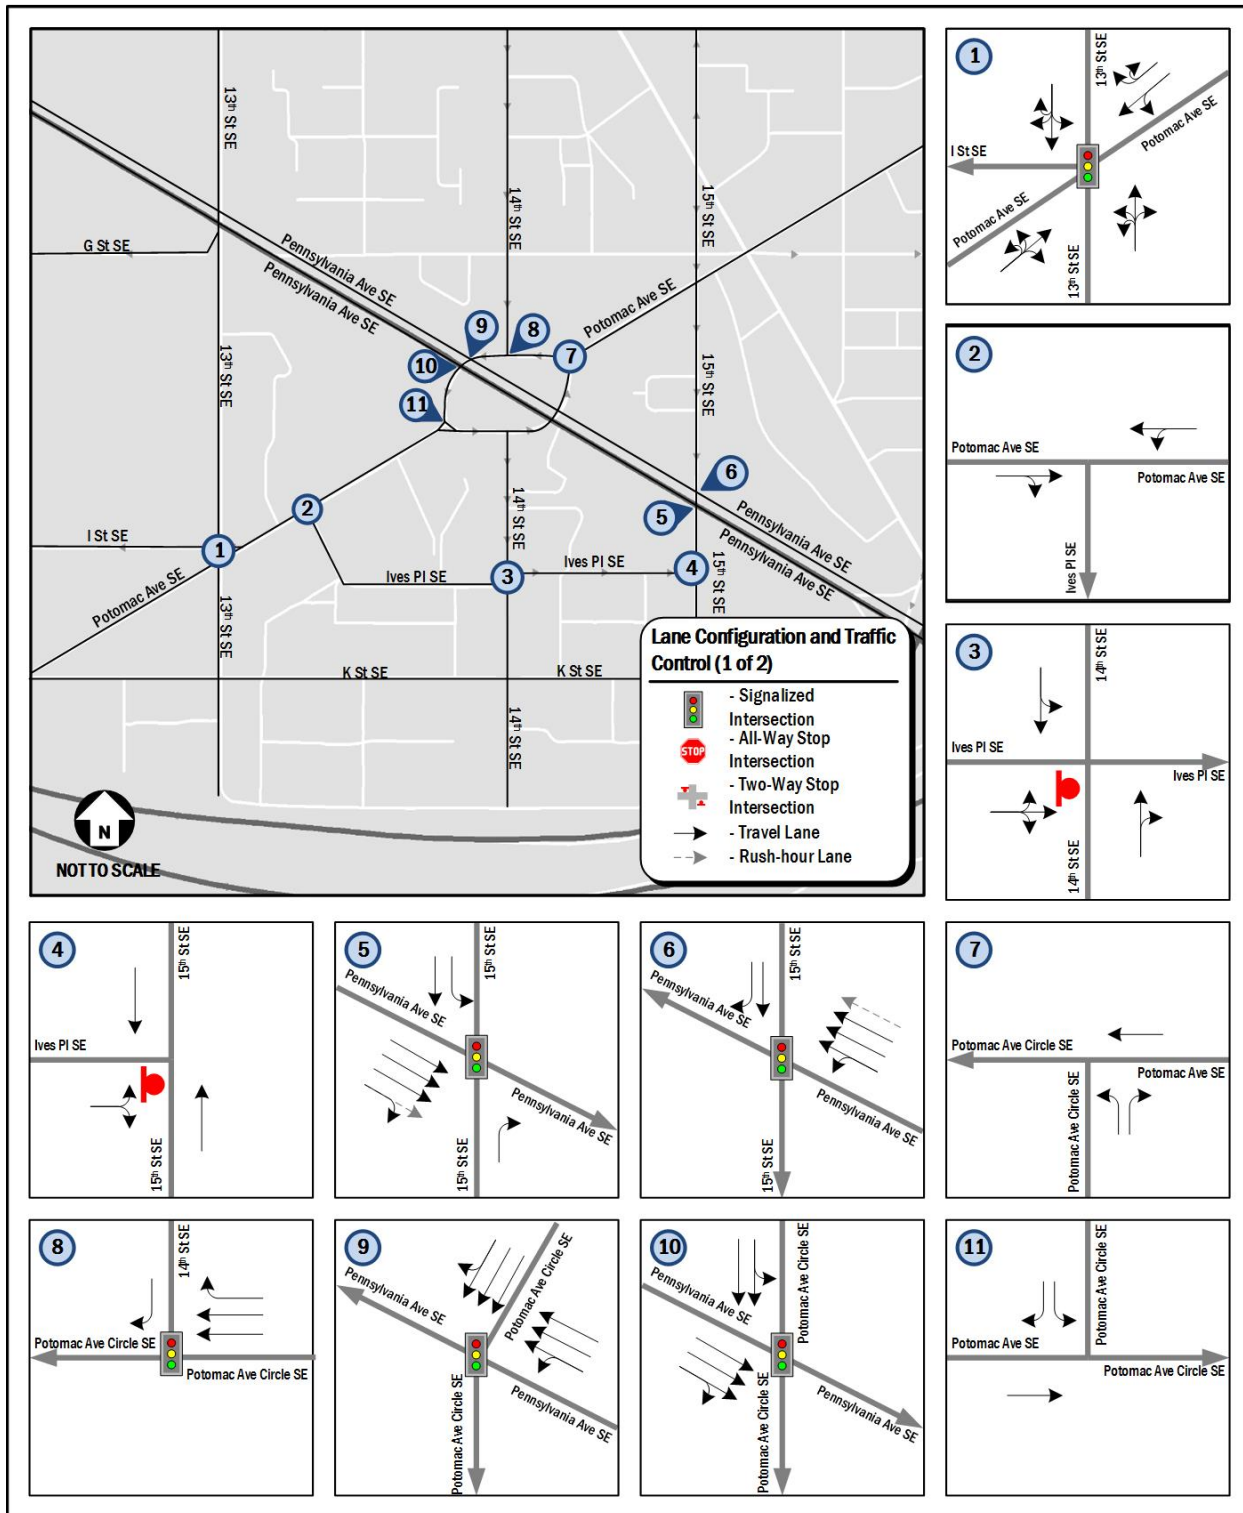 13th St SE
14th St SE
15th St SE
G St SE
Pennsylvania Ave SE
Pennsylvania Ave SE
Potomac Ave SE
9
8
7
10
11
13th St SE
15th St SE
6
5
2
14th St SE
Pennsylvania Ave SE
Pennsylvania Ave SE
I St SE
1
Ives Pl SE
3
Ives Pl SE
4
15th St SE
Potomac Ave SE
13th St SE
K St SE
K St SE
14th St SE
N
NOT TO SCALE
Lane Configuration and Traffic
Control (1 of 2)
- Signalized
Intersection
STOP
- All-Way Stop
Intersection
- Two-Way Stop
Intersection
- Travel Lane
- Rush-hour Lane
1
13th St SE
Potomac Ave SE
I St SE
Potomac Ave SE
13th St SE
2
Potomac Ave SE
Potomac Ave SE
Ives Pl SE
3
14th St SE
Ives Pl SE
Ives Pl SE
14th St SE
4
15th St SE
Ives Pl SE
15th St SE
5
15th St SE
Pennsylvania Ave SE
Pennsylvania Ave SE
15th St SE
6
15th St SE
Pennsylvania Ave SE
Pennsylvania Ave SE
15th St SE
7
Potomac Ave Circle SE
Potomac Ave SE
Potomac Ave Circle SE
8
14th St SE
Potomac Ave Circle SE
Potomac Ave Circle SE
9
Potomac Ave Circle SE
Pennsylvania Ave SE
Pennsylvania Ave SE
Potomac Ave Circle SE
10
Potomac Ave Circle SE
Pennsylvania Ave SE
Pennsylvania Ave SE
Potomac Ave Circle SE
11
Potomac Ave Circle SE
Potomac Ave SE
Potomac Ave Circle SE